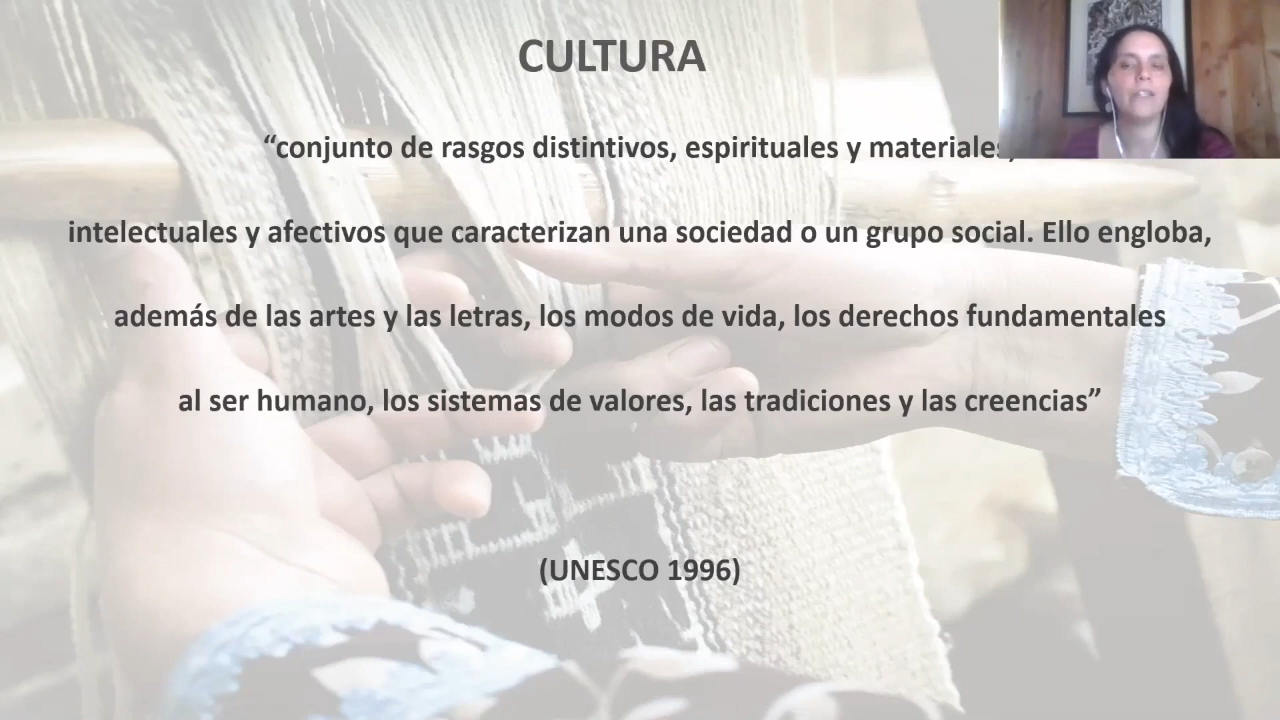 CULTURA
“conjunto de rasgos distintivos, espirituales y materiales,
intelectuales y afectivos que caracterizan una sociedad o un grupo social. Ello engloba,
además de las artes y las letras, los modos de vida, los derechos fundamentales
al ser humano, los sistemas de valores, las tradiciones y las creencias”
(UNESCO 1996)